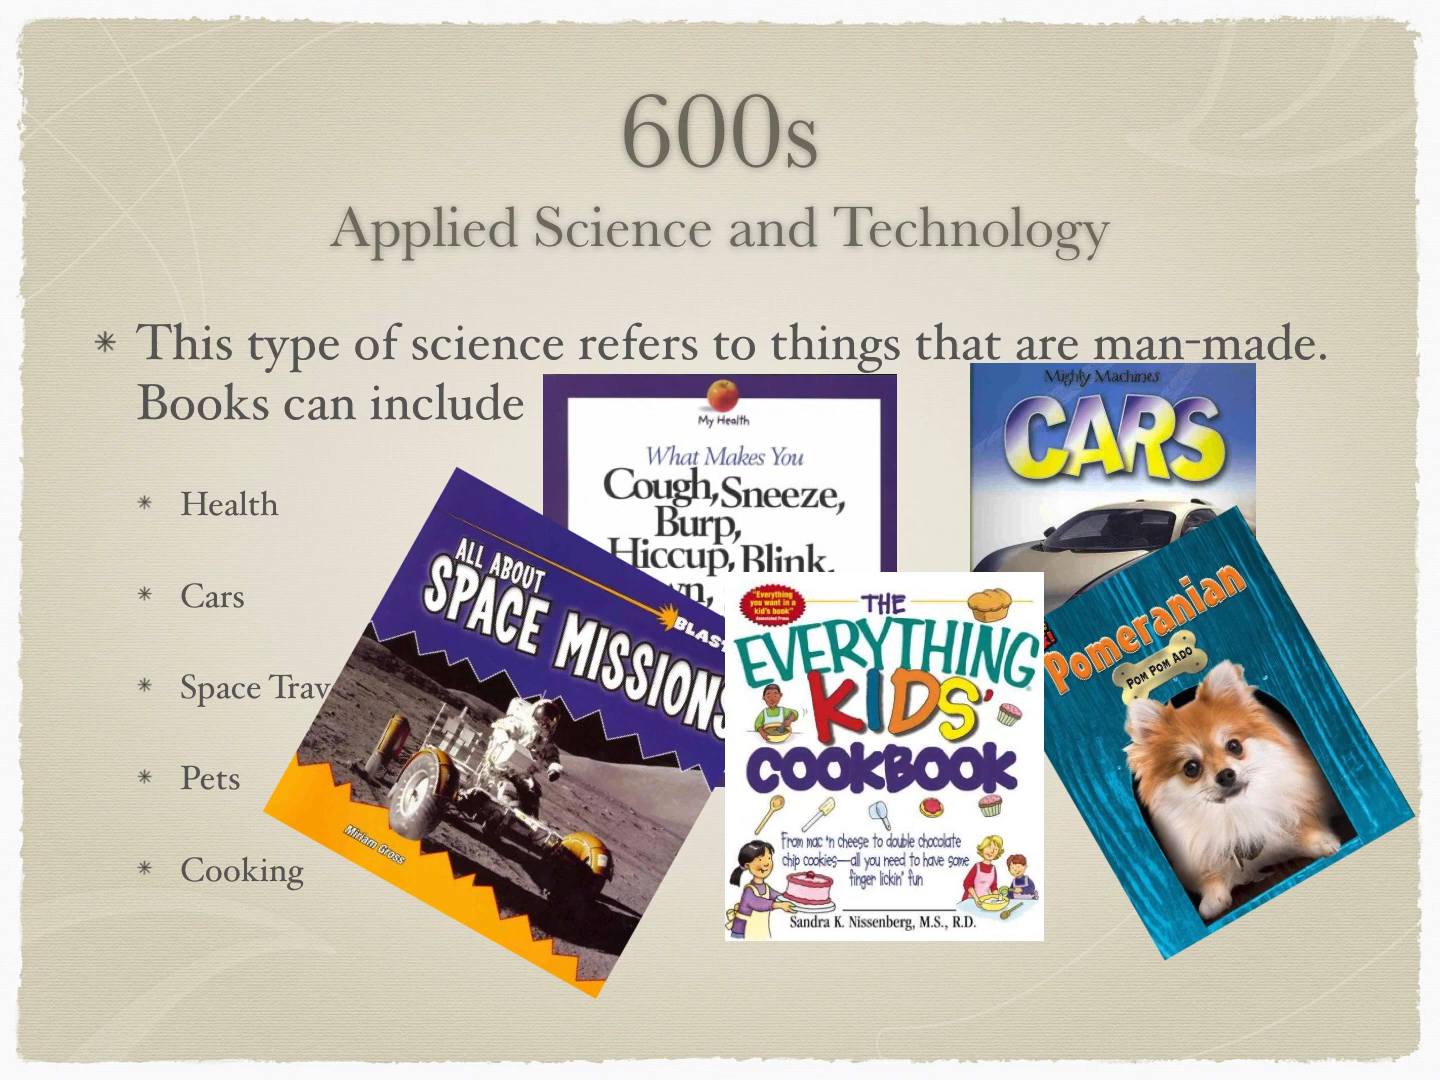 600s
Applied Science and Technology
This type of science refers to things that are man-made.
Books can include
Health
Cars
Space Trav
Pets
Cooking
My Health
What Makes You
Cough, Sneeze,
Burp,
Hiccup, Blink,
Mighty Machines
CARS
ALL ABOUT
SPACE MISSIONS
BLAST
Miriam Gross
"Everything
you want in a
kid's book"
Associated Press
THE
EVERYTHING
KIDS'
COOKBOOK
From mac 'n cheese to double chocolate
chip cookies—all you need to have some
finger lickin' fun
Sandra K. Nissenberg, M.S., R.D.
Pomeranian
POM POM ADO